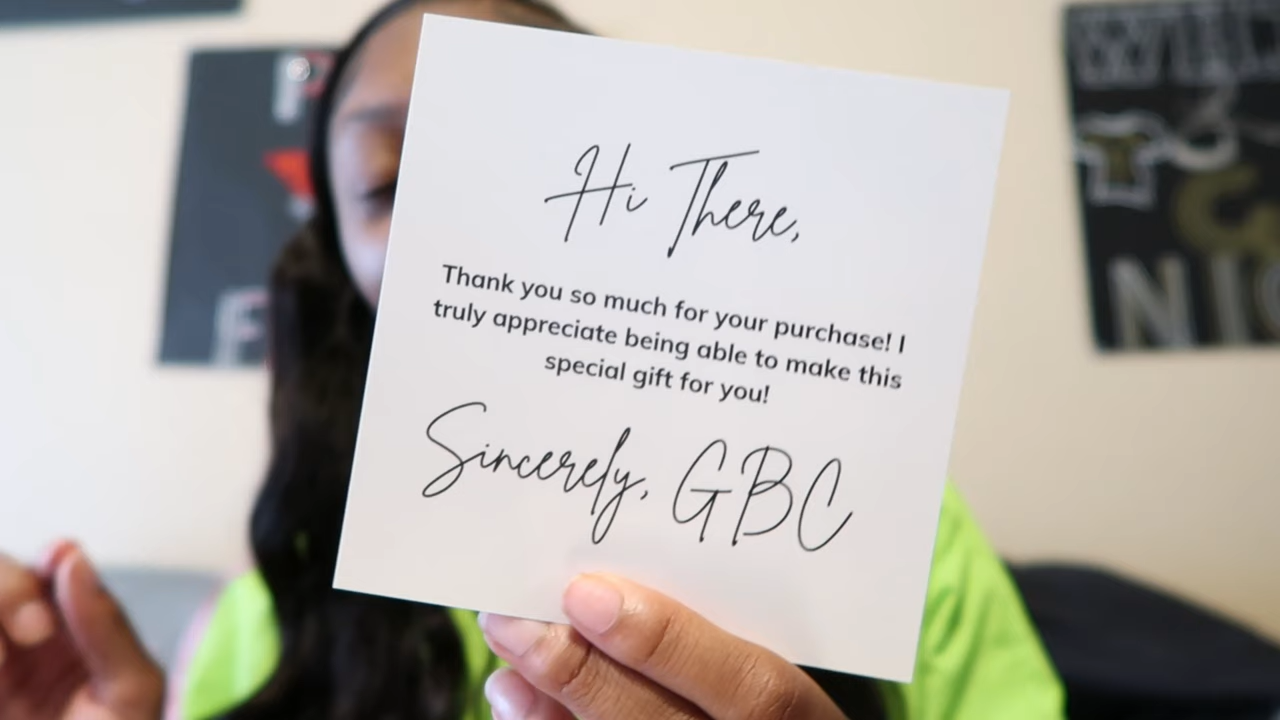 Hi There,
Thank you so much for your purchase! I
truly appreciate being able to make this
special gift for you!
Sincerely, GBC